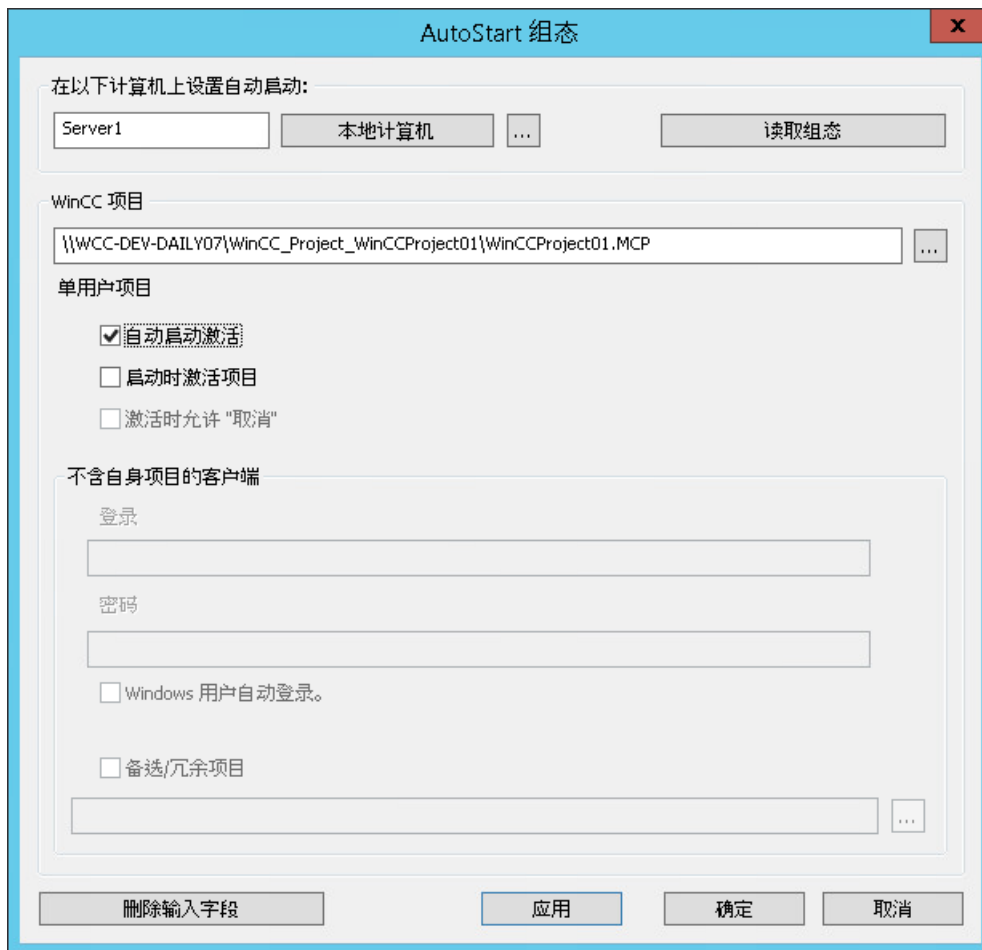 AutoStart 组态
x
在以下计算机上设置自动启动:
Server1 本地计算机 ... 读取组态
WinCC 项目
\\WCC-DEV-DAILY07\WinCC_Project_WinCCProject01\WinCCProject01.MCP ...
单用户项目
自动启动激活
启动时激活项目
激活时允许 "取消"
不含自身项目的客户端
登录
密码
Windows 用户自动登录。
备选/冗余项目
...
删除输入字段 应用 确定 取消